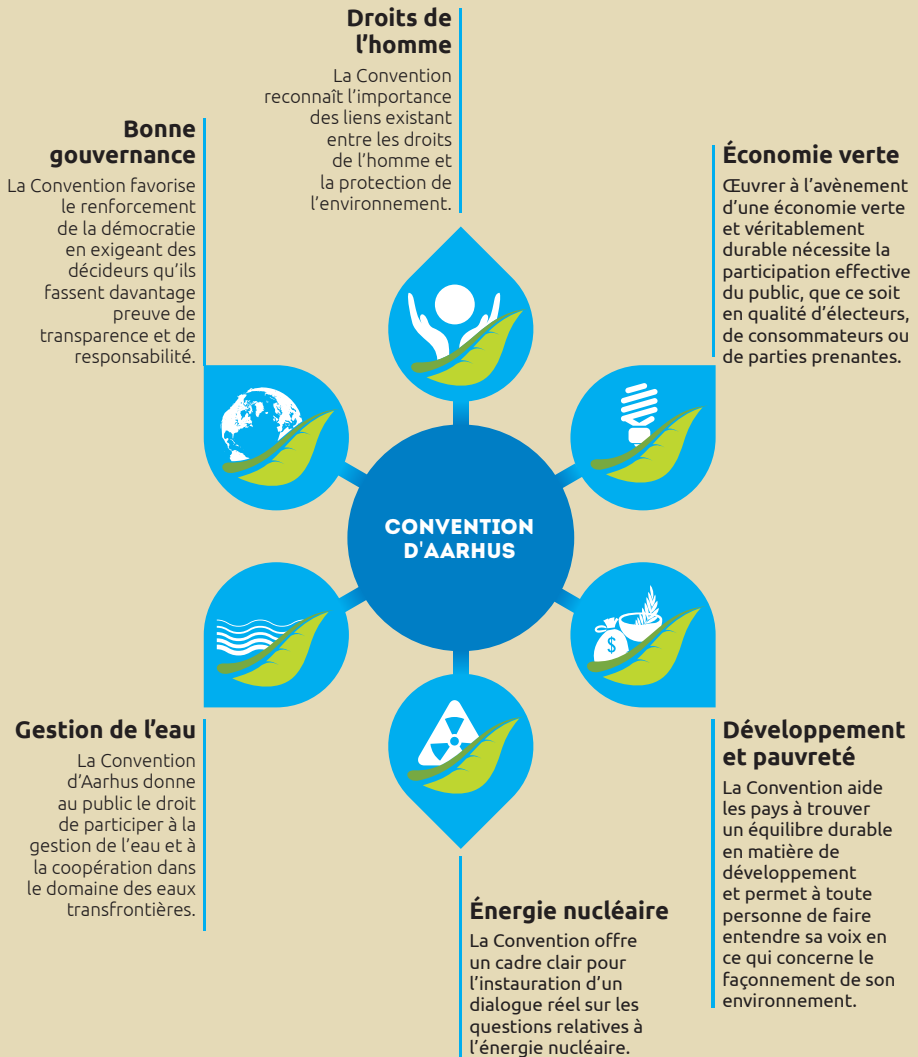 Droits de
l'homme
La Convention
reconnaît l'importance
des liens existant
entre les droits
de l'homme et
la protection de
l'environnement.
Bonne
gouvernance
La Convention favorise
le renforcement
de la démocratie
en exigeant des
décideurs qu'ils
fassent davantage
preuve de
transparence et de
responsabilité.
Économie verte
Œuvrer à l'avènement
d'une économie verte
et véritablement
durable nécessite la
participation effective
du public, que ce soit
en qualité d'électeurs,
de consommateurs ou
de parties prenantes.
CONVENTION
D'AARHUS
$
Gestion de l'eau
La Convention
d'Aarhus donne
au public le droit
de participer à la
gestion de l'eau et à
la coopération dans
le domaine des eaux
transfrontières.
Développement
et pauvreté
La Convention aide
les pays à trouver
un équilibre durable
en matière de
développement
et permet à toute
personne de faire
entendre sa voix en
ce qui concerne le
façonnement de son
environnement.
Énergie nucléaire
La Convention offre
un cadre clair pour
l'instauration d'un
dialogue réel sur les
questions relatives à
l'énergie nucléaire.